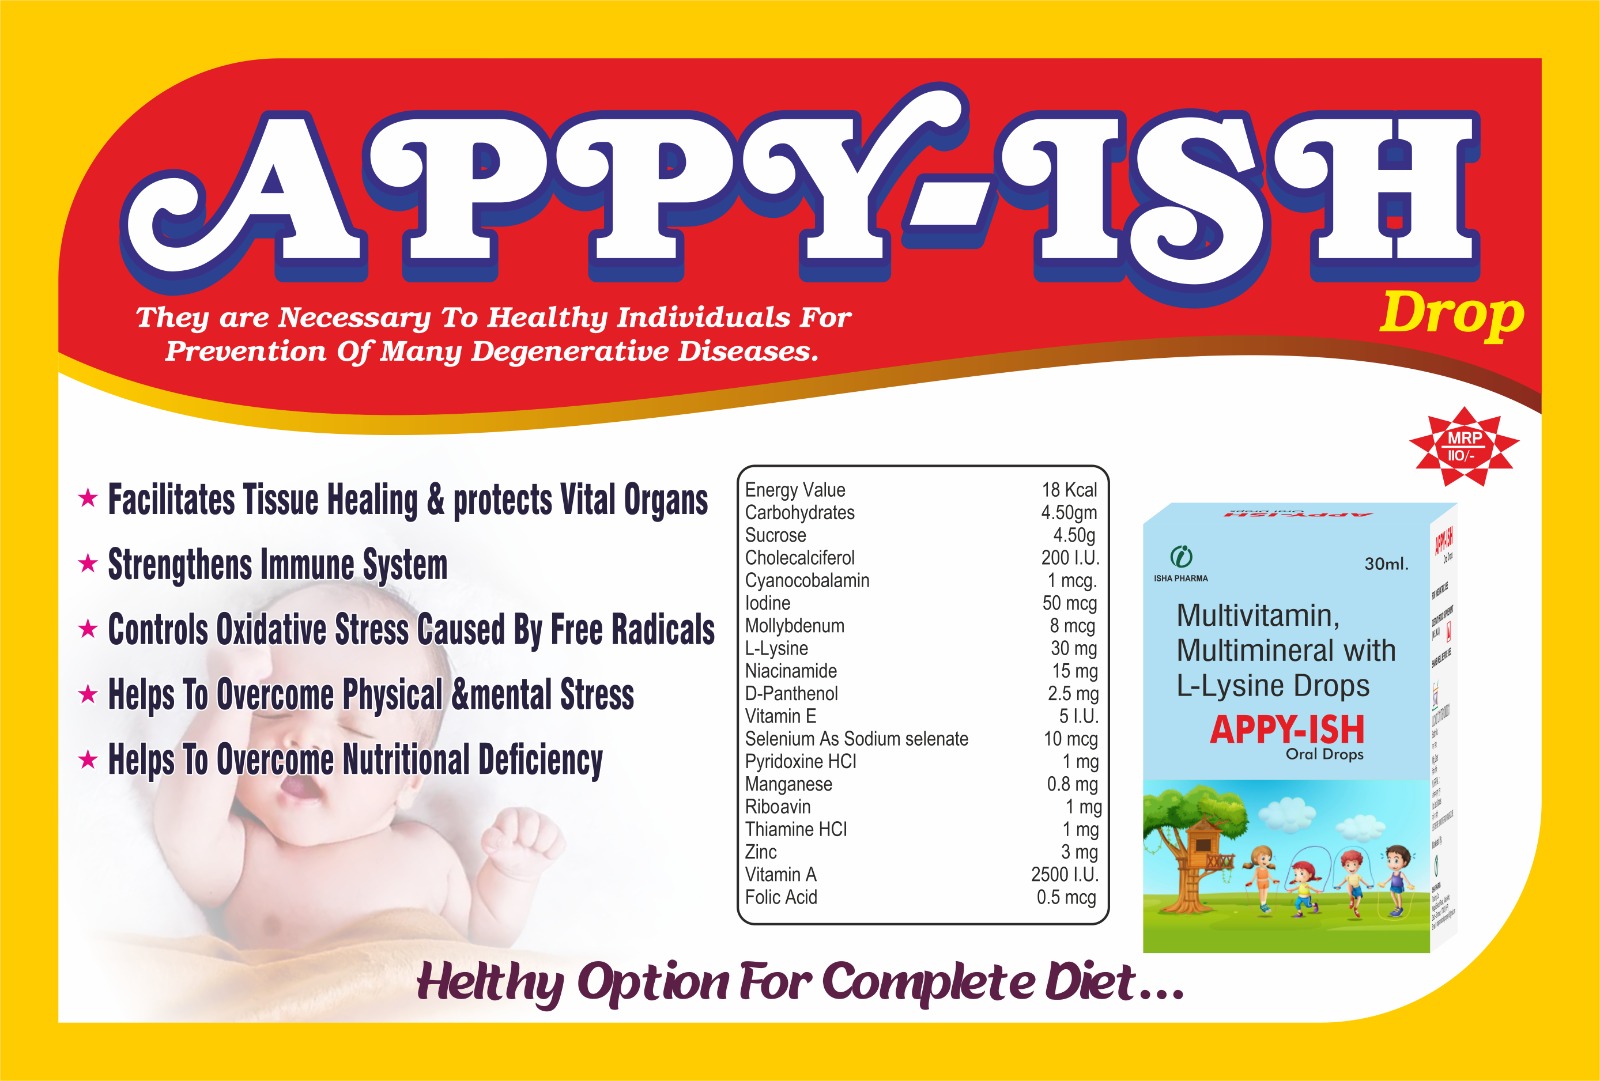 APPY-ISH
Drop
They are Necessary To Healthy Individuals For
Prevention Of Many Degenerative Diseases.
MRP
110/-
Facilitates Tissue Healing & protects Vital Organs
Strengthens Immune System
Controls Oxidative Stress Caused By Free Radicals
Helps To Overcome Physical &mental Stress
Helps To Overcome Nutritional Deficiency
Energy Value 18 Kcal
Carbohydrates 4.50gm
Sucrose 4.50g
Cholecalciferol 200 I.U.
Cyanocobalamin 1 mcg.
Iodine 50 mcg
Mollybdenum 8 mcg
L-Lysine 30 mg
Niacinamide 15 mg
D-Panthenol 2.5 mg
Vitamin E 5 I.U.
Selenium As Sodium selenate 10 mcg
Pyridoxine HCl 1 mg
Manganese 0.8 mg
Riboavin 1 mg
Thiamine HCl 1 mg
Zinc 3 mg
Vitamin A 2500 I.U.
Folic Acid 0.5 mcg
APPY-ISH
Oral Drops
ISHA PHARMA
30ml.
Multivitamin,
Multimineral with
L-Lysine Drops
APPY-ISH
Oral Drops
APPY-ISH
Helthy Option For Complete Diet...